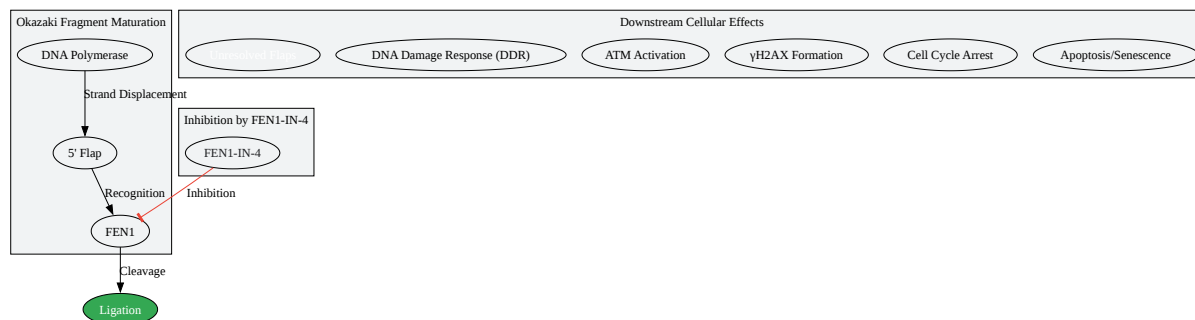 Okazaki Fragment Maturation
DNA Polymerase
Strand Displacement
5' Flap
Recognition
FEN1
Cleavage
Ligation
Inhibition by FEN1-IN-4
FEN1-IN-4
Inhibition
Downstream Cellular Effects
Unresolved Flaps
DNA Damage Response (DDR)
ATM Activation
γH2AX Formation
Cell Cycle Arrest
Apoptosis/Senescence